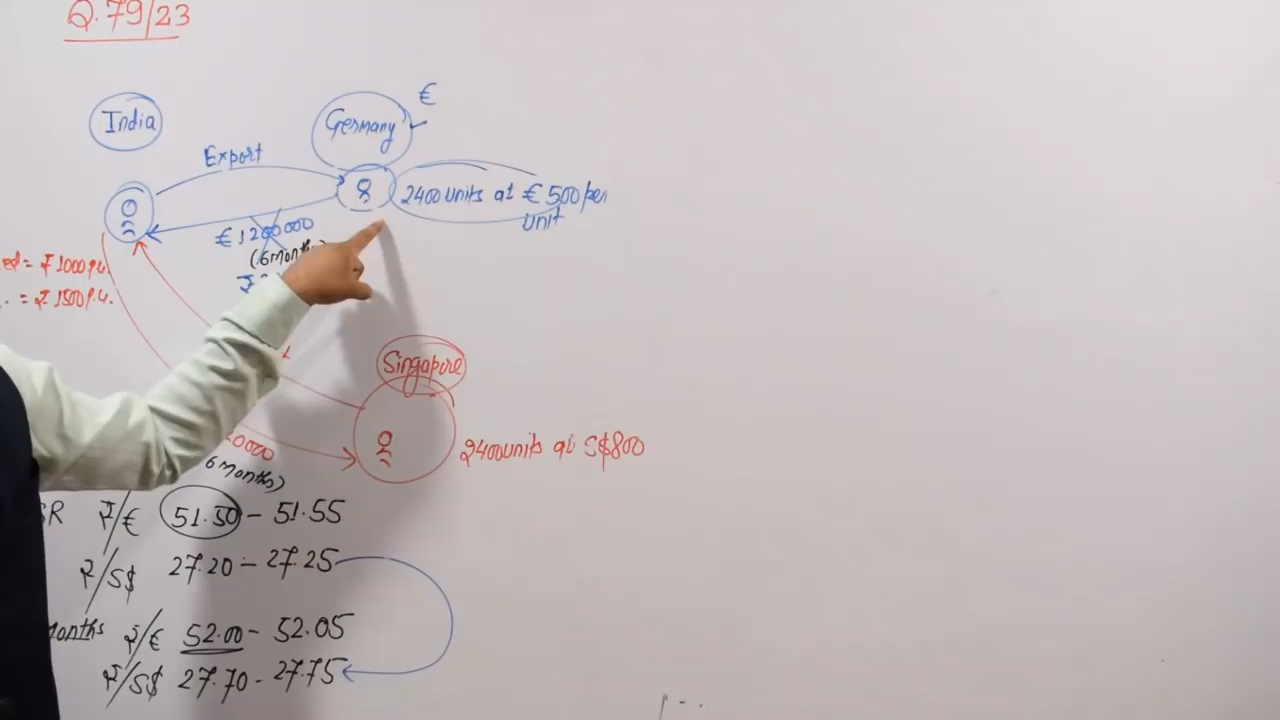 Q.79/23
India
Germany
€
Export
2400 units at € 500/per
unit
€ 1200000
(6 months)
= ₹ 1000 p.u.
. = ₹ 1500 p.u.
Singapore
2400 units at S$800
0000
6 months)
SR ₹/€ 51.50 - 51.55
₹/S$ 27.20 - 27.25
months ₹/€ 52.00 - 52.05
₹/S$ 27.70 - 27.75